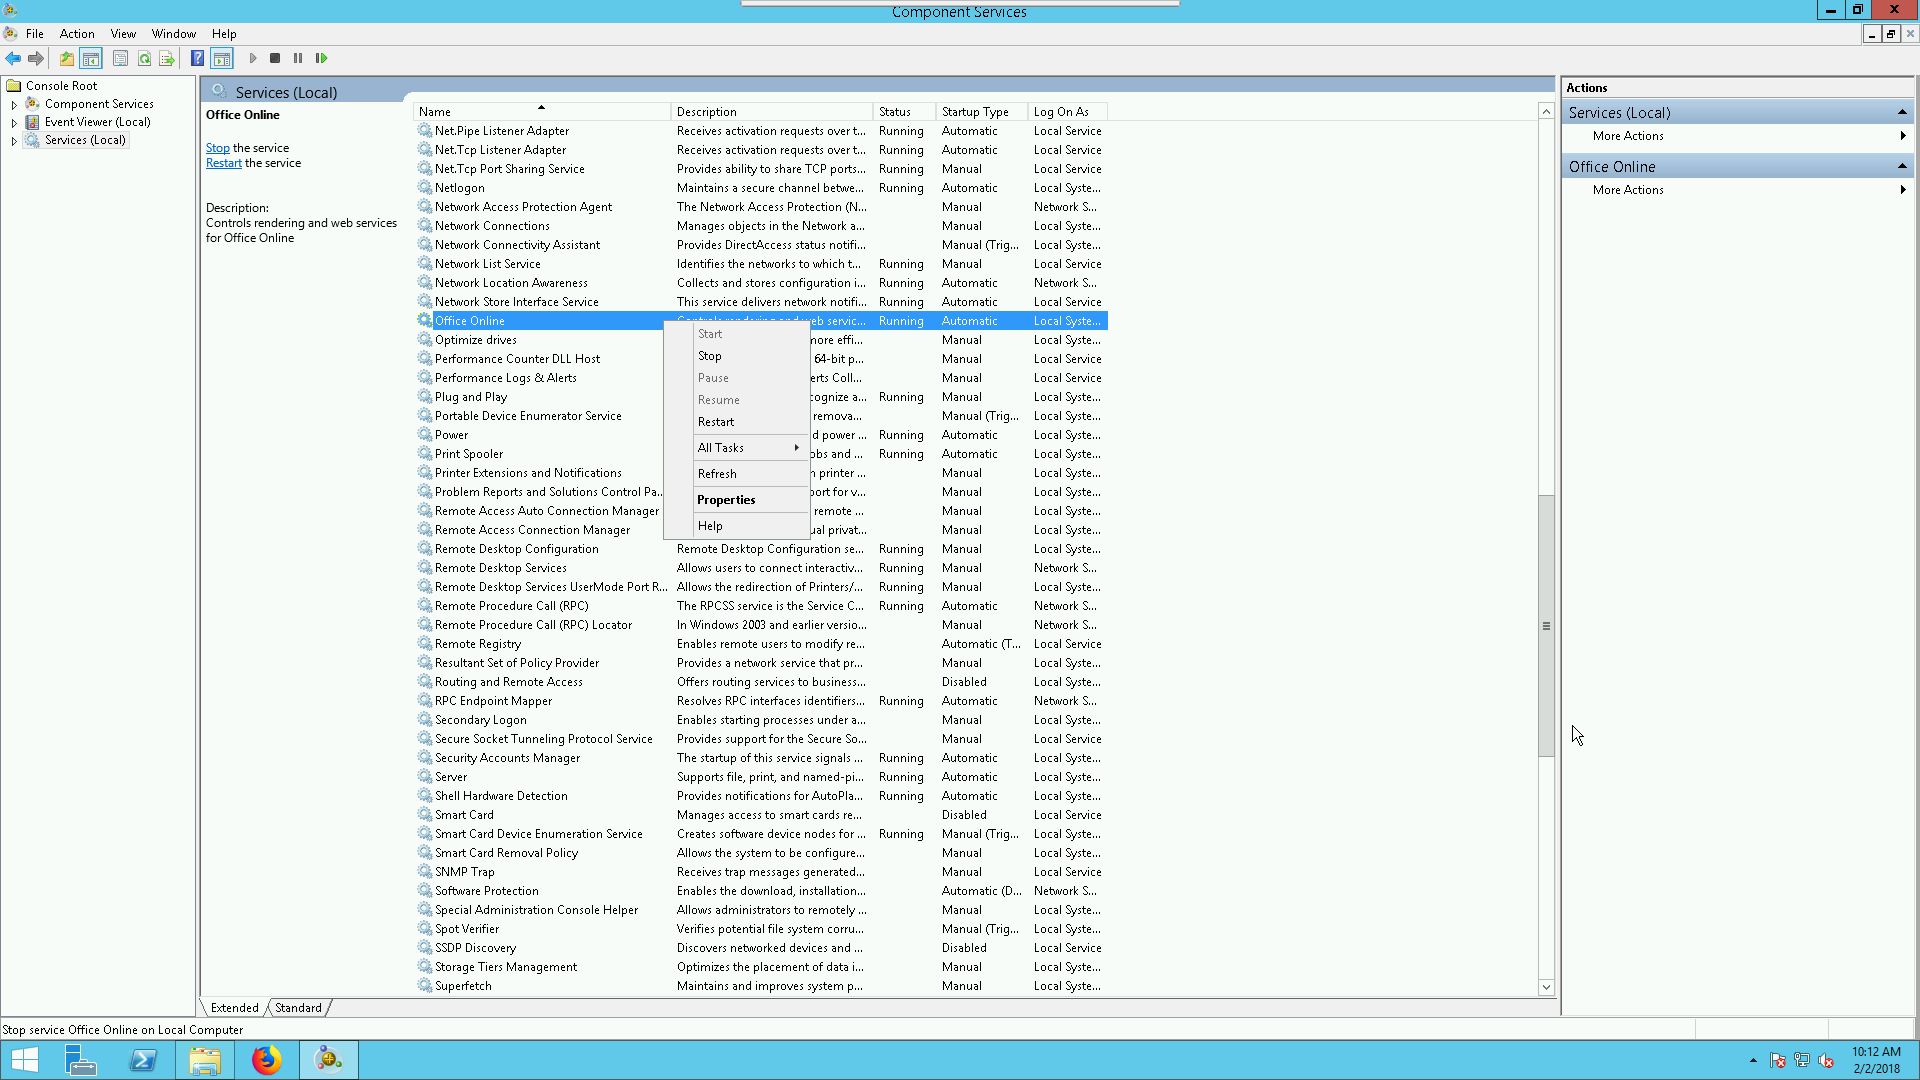 Component Services
File Action View Window Help
Console Root
Component Services
Event Viewer (Local)
Services (Local)
Services (Local)
Office Online
Stop the service
Restart the service
Description:
Controls rendering and web services
for Office Online
Name Description Status Startup Type Log On As
Net.Pipe Listener Adapter Receives activation requests over t... Running Automatic Local Service
Net.Tcp Listener Adapter Receives activation requests over t... Running Automatic Local Service
Net.Tcp Port Sharing Service Provides ability to share TCP ports... Running Manual Local Service
Netlogon Maintains a secure channel betwe... Running Automatic Local Syste...
Network Access Protection Agent The Network Access Protection (N... Manual Network S...
Network Connections Manages objects in the Network a... Manual Local Syste...
Network Connectivity Assistant Provides DirectAccess status notifi... Manual (Trig... Local Syste...
Network List Service Identifies the networks to which t... Running Manual Local Service
Network Location Awareness Collects and stores configuration i... Running Automatic Network S...
Network Store Interface Service This service delivers network notifi... Running Automatic Local Service
Office Online Controls rendering and web servic... Running Automatic Local Syste...
Optimize drives more effi... Manual Local Syste...
Performance Counter DLL Host 64-bit p... Manual Local Service
Performance Logs & Alerts erts Coll... Manual Local Service
Plug and Play cognize a... Running Manual Local Syste...
Portable Device Enumerator Service remova... Manual (Trig... Local Syste...
Power d power ... Running Automatic Local Syste...
Print Spooler obs and ... Running Automatic Local Syste...
Printer Extensions and Notifications n printer ... Manual Local Syste...
Problem Reports and Solutions Control Pa... port for v... Manual Local Syste...
Remote Access Auto Connection Manager remote ... Manual Local Syste...
Remote Access Connection Manager ual privat... Manual Local Syste...
Remote Desktop Configuration Remote Desktop Configuration se... Running Manual Local Syste...
Remote Desktop Services Allows users to connect interactiv... Running Manual Network S...
Remote Desktop Services UserMode Port R... Allows the redirection of Printers/... Running Manual Local Syste...
Remote Procedure Call (RPC) The RPCSS service is the Service C... Running Automatic Network S...
Remote Procedure Call (RPC) Locator In Windows 2003 and earlier versio... Manual Network S...
Remote Registry Enables remote users to modify re... Automatic (T... Local Service
Resultant Set of Policy Provider Provides a network service that pr... Manual Local Syste...
Routing and Remote Access Offers routing services to business... Disabled Local Syste...
RPC Endpoint Mapper Resolves RPC interfaces identifiers... Running Automatic Network S...
Secondary Logon Enables starting processes under a... Manual Local Syste...
Secure Socket Tunneling Protocol Service Provides support for the Secure So... Manual Local Service
Security Accounts Manager The startup of this service signals ... Running Automatic Local Syste...
Server Supports file, print, and named-pi... Running Automatic Local Syste...
Shell Hardware Detection Provides notifications for AutoPla... Running Automatic Local Syste...
Smart Card Manages access to smart cards re... Disabled Local Service
Smart Card Device Enumeration Service Creates software device nodes for ... Running Manual (Trig... Local Syste...
Smart Card Removal Policy Allows the system to be configure... Manual Local Syste...
SNMP Trap Receives trap messages generated... Manual Local Service
Software Protection Enables the download, installation... Automatic (D... Network S...
Special Administration Console Helper Allows administrators to remotely ... Manual Local Syste...
Spot Verifier Verifies potential file system corru... Manual (Trig... Local Syste...
SSDP Discovery Discovers networked devices and ... Disabled Local Service
Storage Tiers Management Optimizes the placement of data i... Manual Local Syste...
Superfetch Maintains and improves system p... Manual Local Syste...
Start
Stop
Pause
Resume
Restart
All Tasks
Refresh
Properties
Help
Actions
Services (Local)
More Actions
Office Online
More Actions
Extended Standard
Stop service Office Online on Local Computer
10:12 AM
2/2/2018